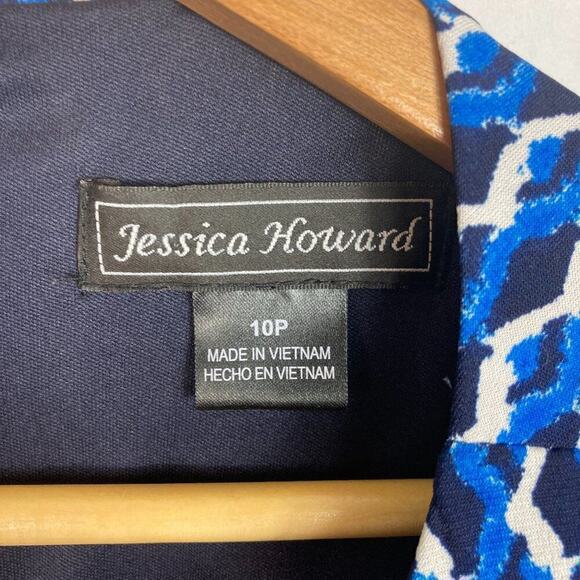 Jessica Howard
10P
MADE IN VIETNAM
HECHO EN VIETNAM